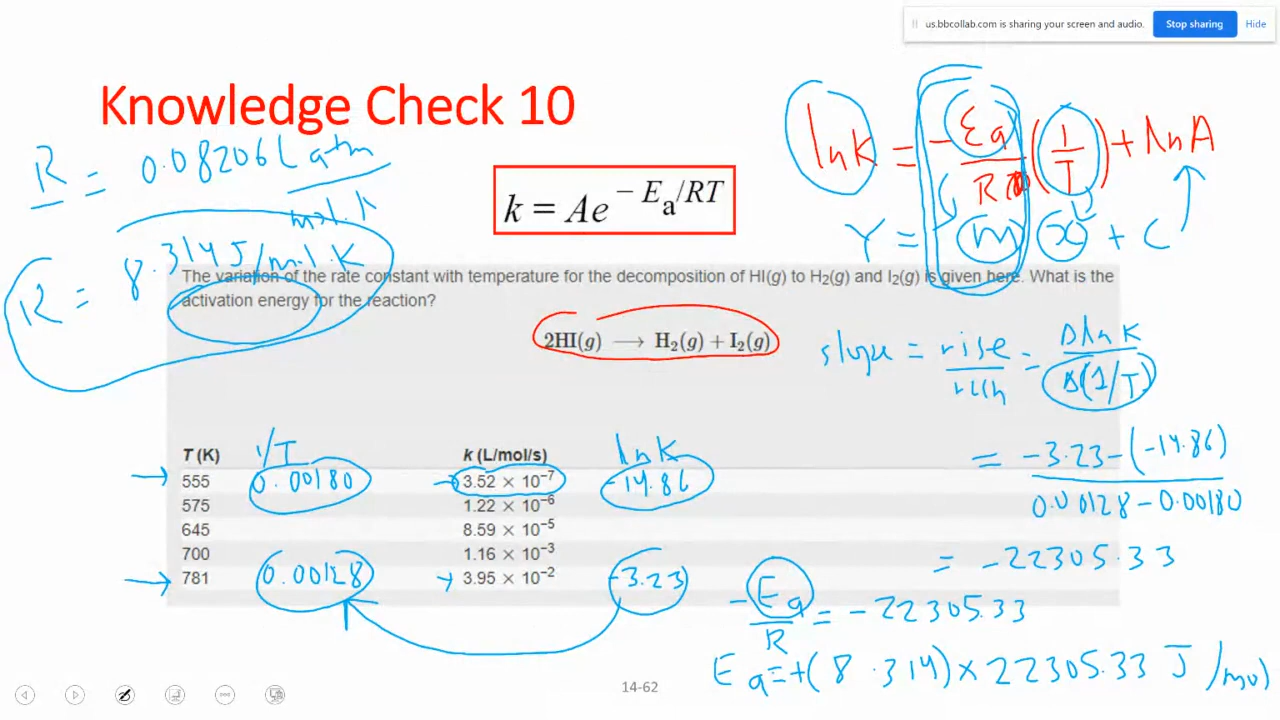 us.bbcollab.com is sharing your screen and audio. Stop sharing Hide
Knowledge Check 10
R = 0.08206 L atm
mol. K
R = 8.314 J/mol.K
k = Ae^{− E_a/RT}
ln K = − Ea/R (1/T) + ln A
Y = m x + C
The variation of the rate constant with temperature for the decomposition of HI(g) to H₂(g) and I₂(g) is given here. What is the
activation energy for the reaction?
2HI(g) ⟶ H₂(g) + I₂(g)
slope = rise/run = Δ ln K/Δ(1/T)
= −3.23 − (−14.86)
0.00128 − 0.00180
= −22305.33
− Ea/R = −22305.33
Ea = +(8.314) × 22305.33 J/mol
T (K) 1/T k (L/mol/s) ln K
555 0.00180 3.52 × 10⁻⁷ −14.86
575 1.22 × 10⁻⁶
645 8.59 × 10⁻⁵
700 1.16 × 10⁻³
781 0.00128 3.95 × 10⁻² −3.23
14-62